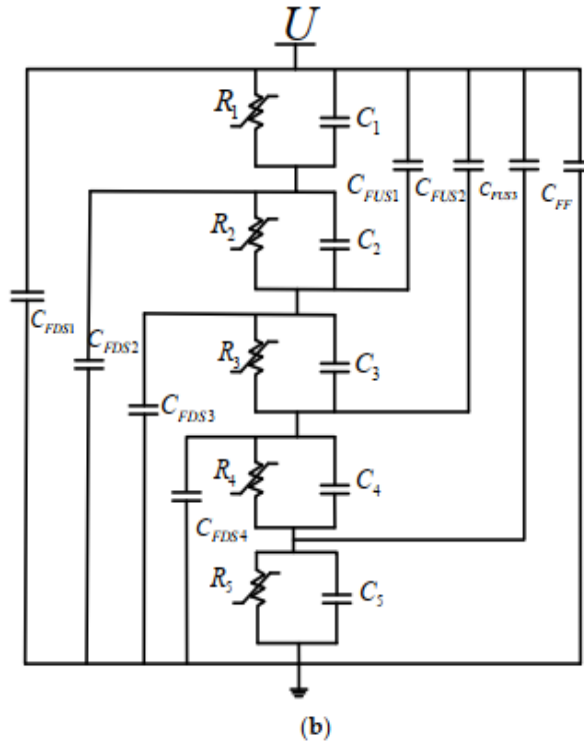 U
R1
C1
CFUS1 CFUS2 CFUS3 CFF
R2
C2
CFDS1
CFDS2
R3
C3
CFDS3
R4
C4
CFDS4
R5
C5
(b)